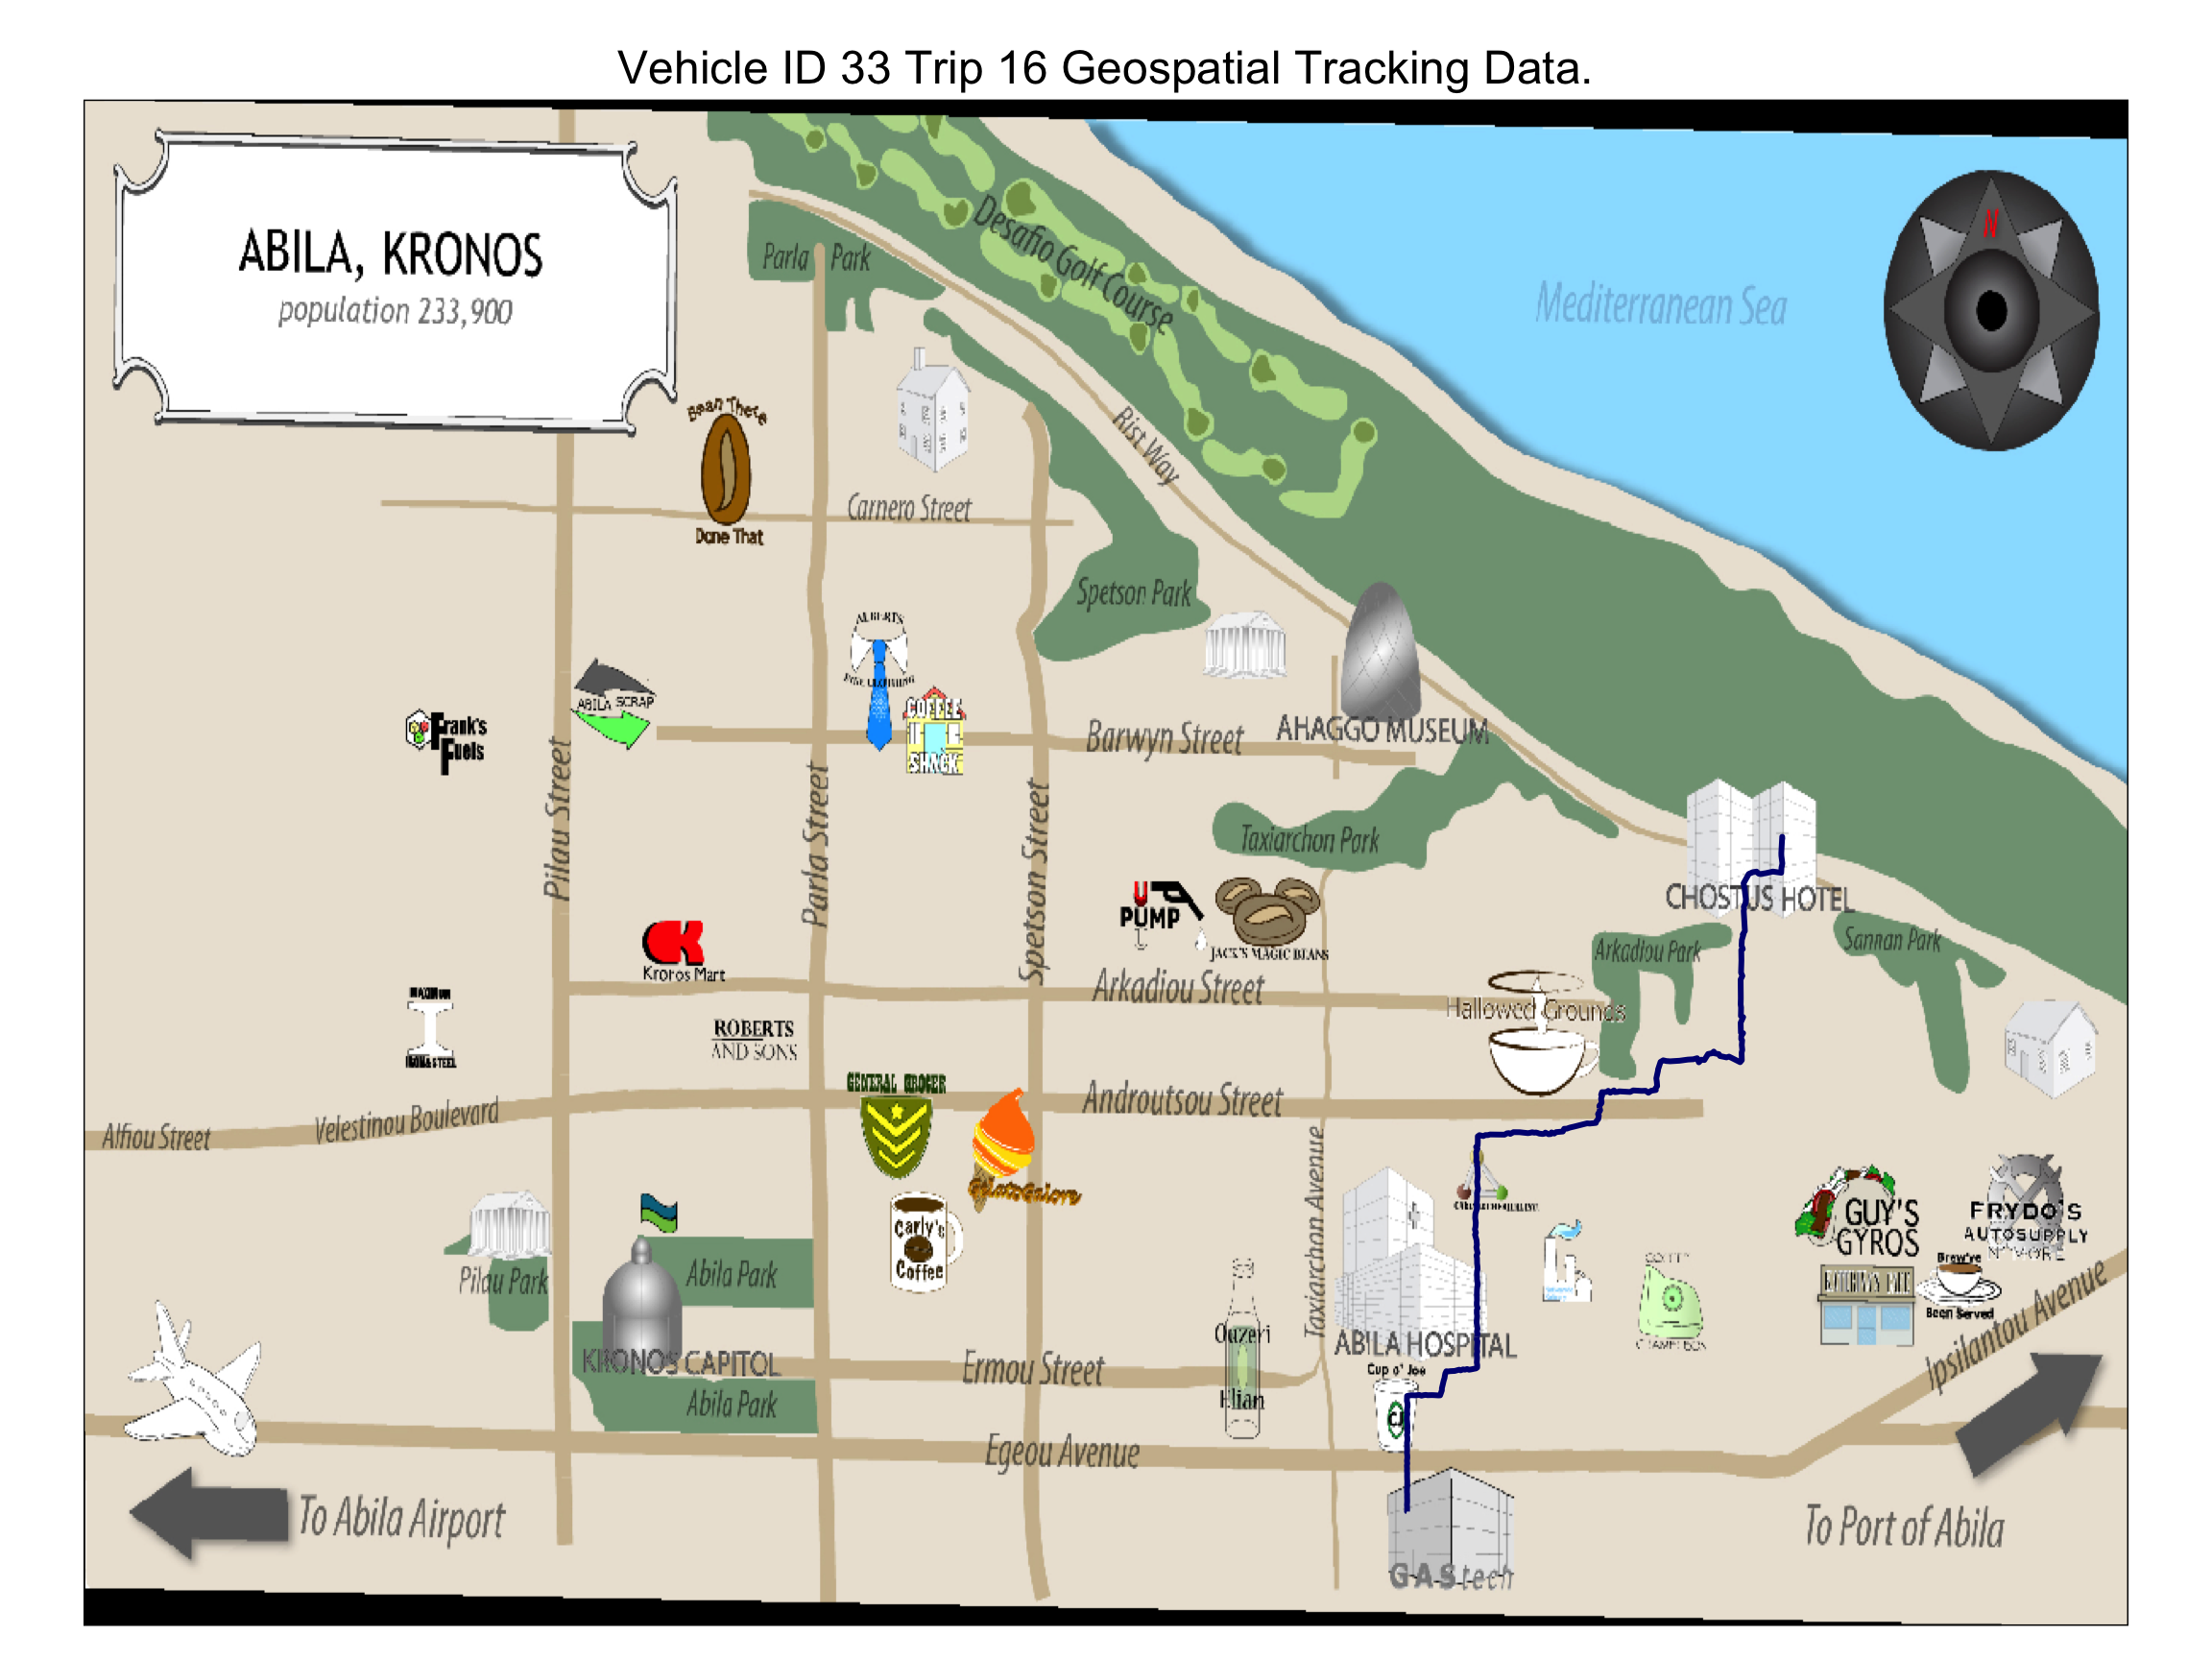 Vehicle ID 33 Trip 16 Geospatial Tracking Data.
ABILA, KRONOS
population 233,900
N
Mediterranean Sea
Desafio Golf Course
Parla Park
Rist Way
Bean There
Done That
Carnero Street
Spetson Park
ALBERTS
ABILA SCRAP
Frank's
Fuels
COFFEE
SHACK
Barwyn Street
AHAGGO MUSEUM
Pilau Street
Parla Street
Spetson Street
Taxiarchon Park
CHOSTUS HOTEL
U
PUMP
JACK'S MAGIC BEANS
Kronos Mart
Arkadiou Park
Sannan Park
Arkadiou Street
Hallowed Grounds
MAXIMUM
IRON & STEEL
ROBERTS
AND SONS
GENERAL GROCER
Androutsou Street
Alfiou Street
Velestinou Boulevard
Gelato Galore
Taxiarchon Avenue
Carly's
Coffee
GUY'S
GYROS
FRYDO'S
AUTOSUPPLY
N' MORE
Brew've
Been Served
Pilau Park
Abila Park
Ouzeri
Elian
ABILA HOSPITAL
Cup o' Joe
CJ
KRONOS CAPITOL
Ermou Street
Abila Park
Ipsilantou Avenue
Egeou Avenue
To Abila Airport
To Port of Abila
GAStech